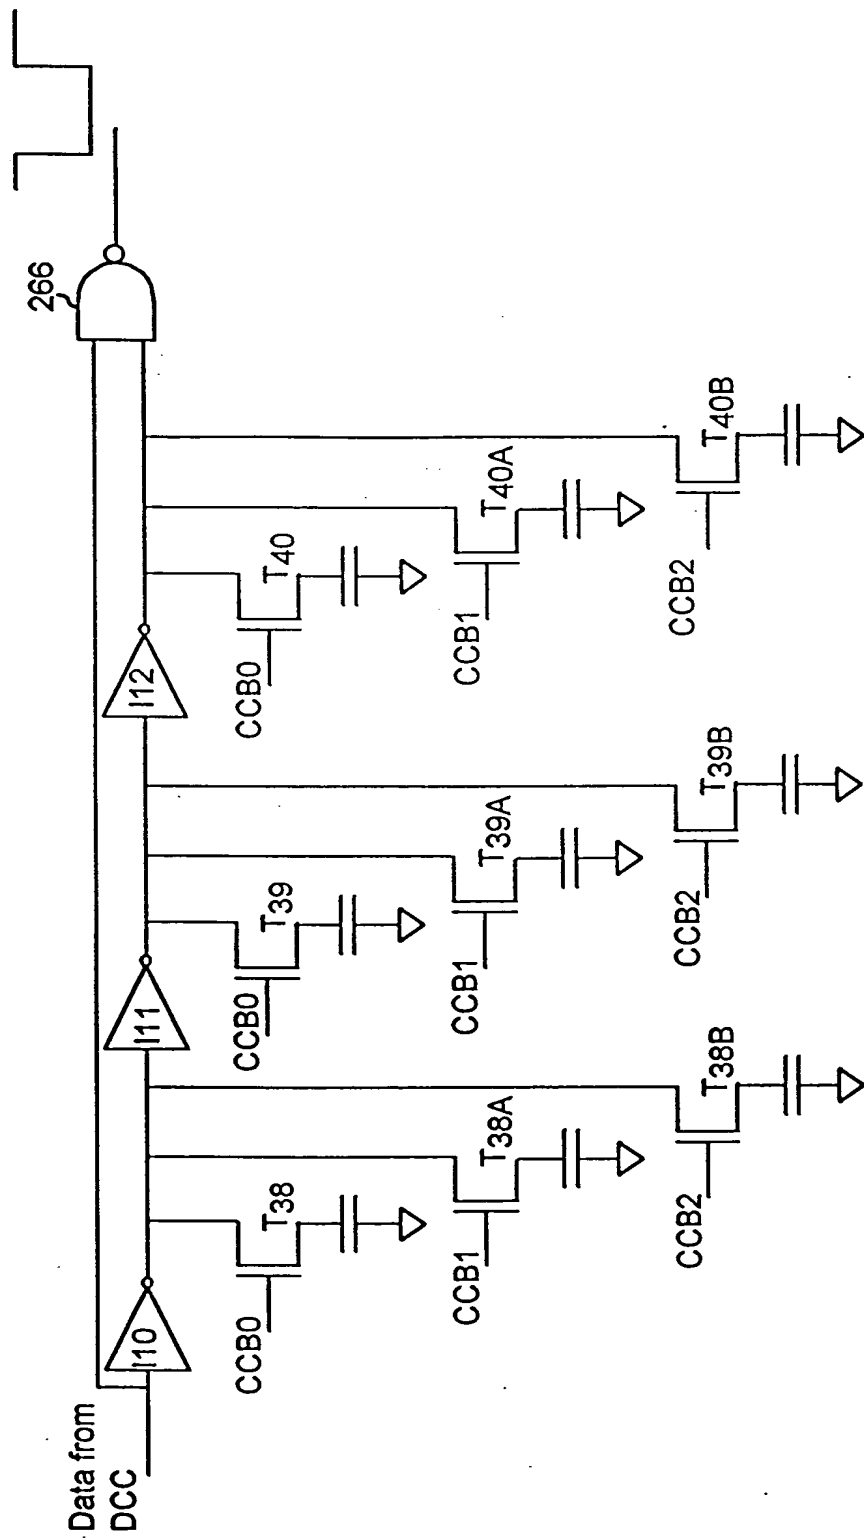 Data from
DCC
I10
I11
I12
266
CCB0
T38
CCB1
T38A
CCB2
T38B
CCB0
T39
CCB1
T39A
CCB2
T39B
CCB0
T40
CCB1
T40A
CCB2
T40B